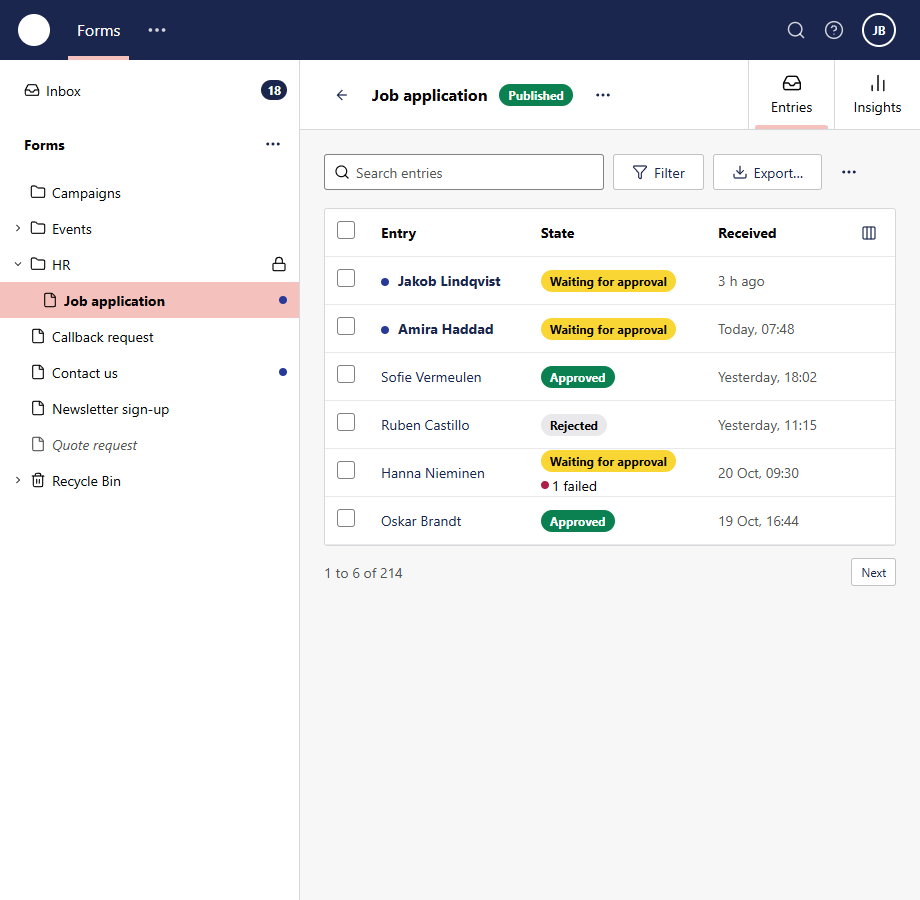 Forms
JB
Inbox
18
Forms
Campaigns
Events
HR
Job application
Callback request
Contact us
Newsletter sign-up
Quote request
Recycle Bin
Job application
Published
Entries
Insights
Search entries
Filter
Export...
Entry State Received
Jakob Lindqvist Waiting for approval 3 h ago
Amira Haddad Waiting for approval Today, 07:48
Sofie Vermeulen Approved Yesterday, 18:02
Ruben Castillo Rejected Yesterday, 11:15
Hanna Nieminen Waiting for approval 20 Oct, 09:30
1 failed
Oskar Brandt Approved 19 Oct, 16:44
1 to 6 of 214
Next